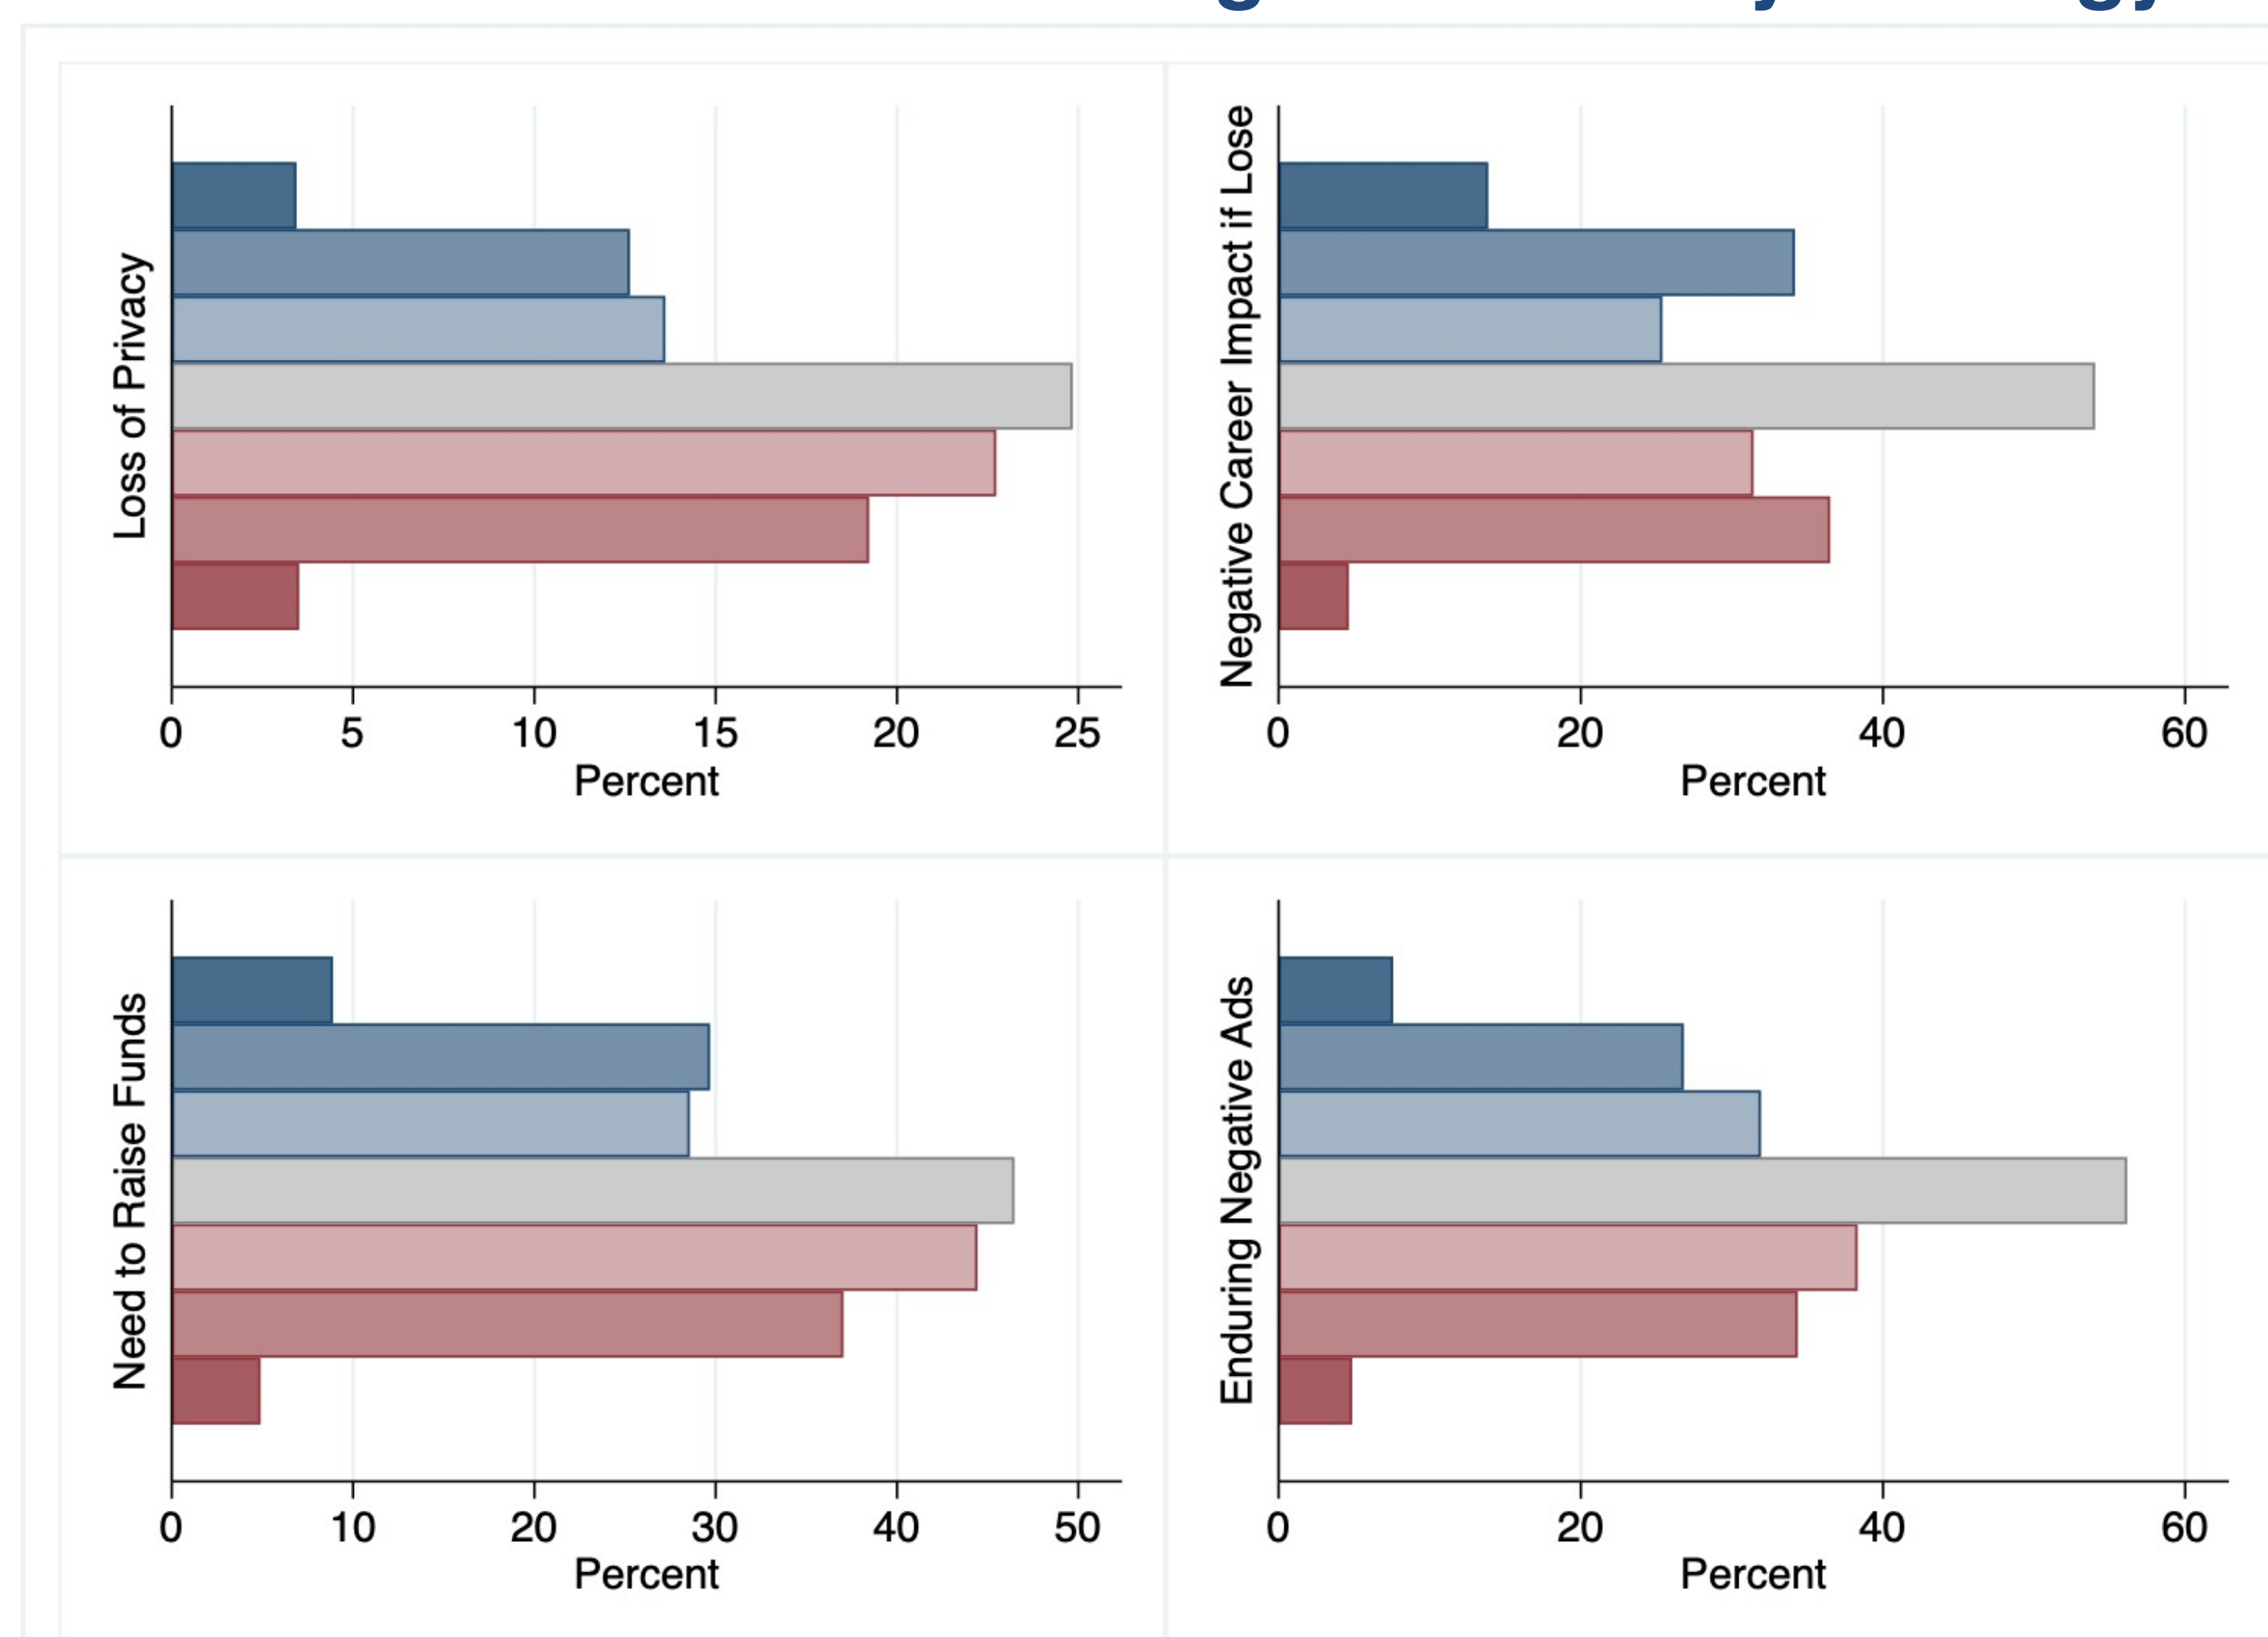 Loss of Privacy
0 5 10 15 20 25
Percent
Negative Career Impact if Lose
0 20 40 60
Percent
Need to Raise Funds
0 10 20 30 40 50
Percent
Enduring Negative Ads
0 20 40 60
Percent